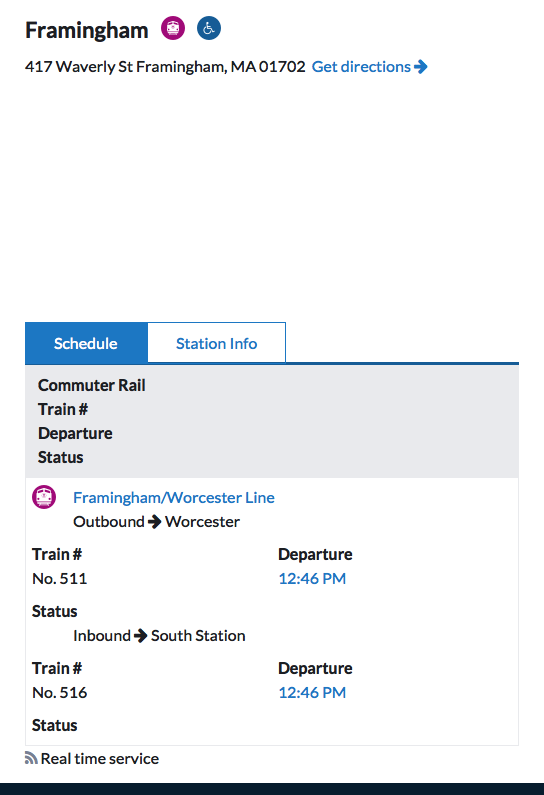 Framingham
417 Waverly St Framingham, MA 01702 Get directions
Schedule
Station Info
Commuter Rail
Train #
Departure
Status
Framingham/Worcester Line
Outbound → Worcester
Train # Departure
No. 511 12:46 PM
Status
Inbound → South Station
Train # Departure
No. 516 12:46 PM
Status
Real time service